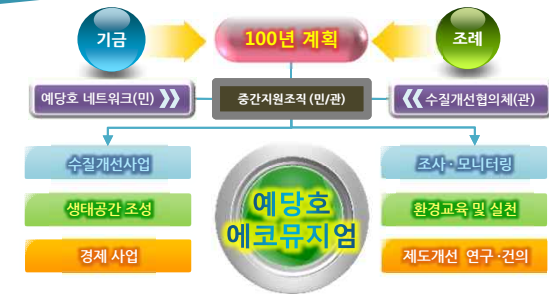 기금
100년 계획
조례
예당호 네트워크(민) 》
중간지원조직 (민/관)
《 수질개선협의체(관)
수질개선사업
조사·모니터링
예당호
에코뮤지엄
생태공간 조성
환경교육 및 실천
경제 사업
제도개선 연구·건의